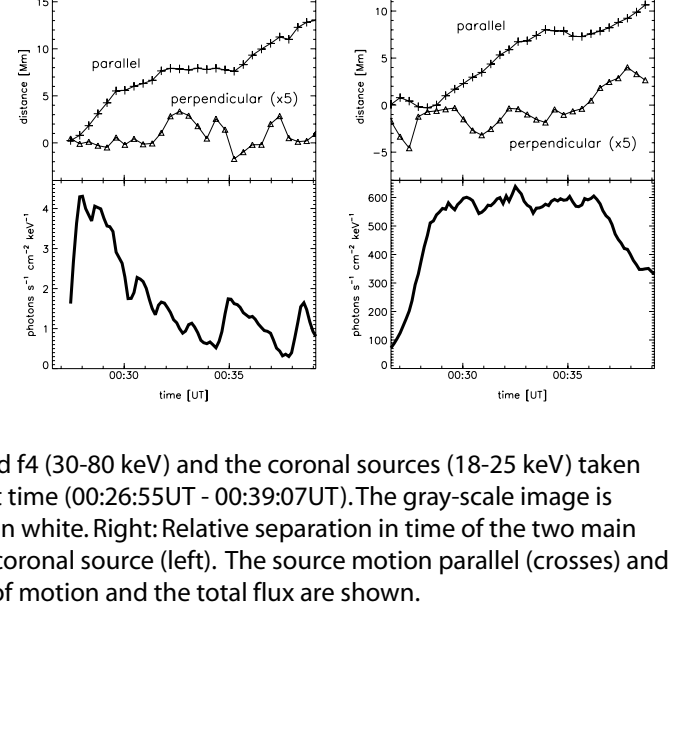 15
10
5
0
distance [Mm]
parallel
perpendicular (x5)
10
5
0
−5
distance [Mm]
parallel
perpendicular (x5)
4
3
2
1
0
photons s⁻¹ cm⁻² keV⁻¹
00:30
00:35
time [UT]
600
500
400
300
200
100
0
photons s⁻¹ cm⁻² keV⁻¹
00:30
00:35
time [UT]
d f4 (30-80 keV) and the coronal sources (18-25 keV) taken
t time (00:26:55UT - 00:39:07UT). The gray-scale image is
n white. Right: Relative separation in time of the two main
coronal source (left). The source motion parallel (crosses) and
of motion and the total flux are shown.